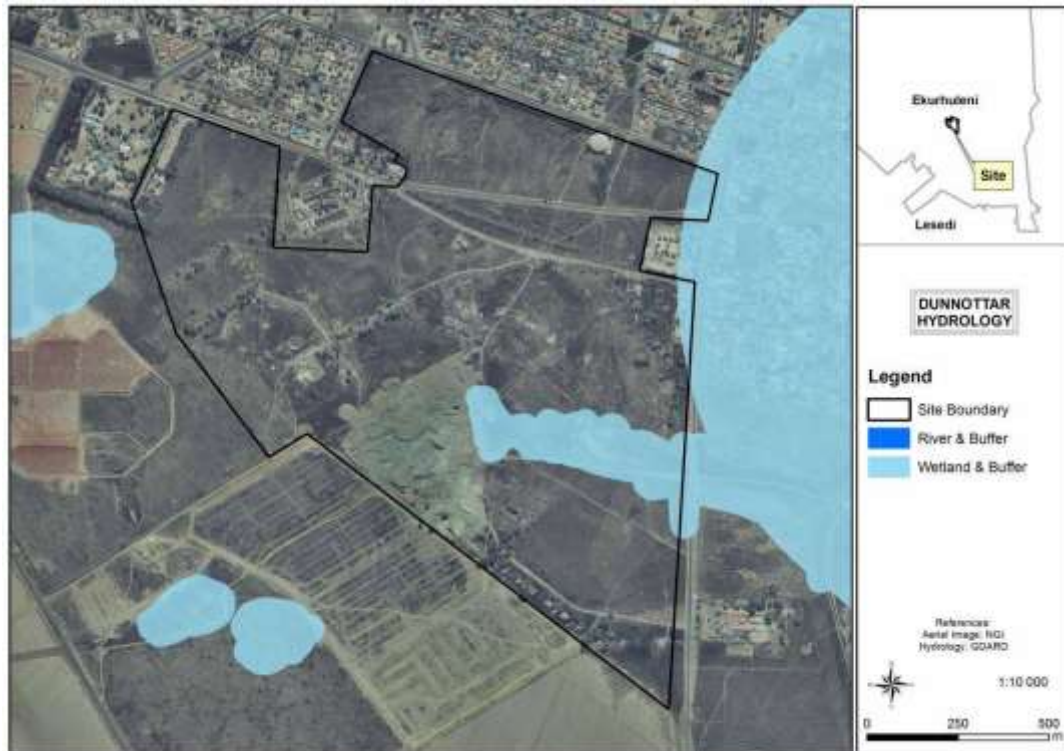 Ekurhuleni
Site
Lesedi
DUNNOTTAR
HYDROLOGY
Legend
Site Boundary
River & Buffer
Wetland & Buffer
References:
Aerial Image: NGI
Hydrology: GDARD
1:10 000
0 250 500
m